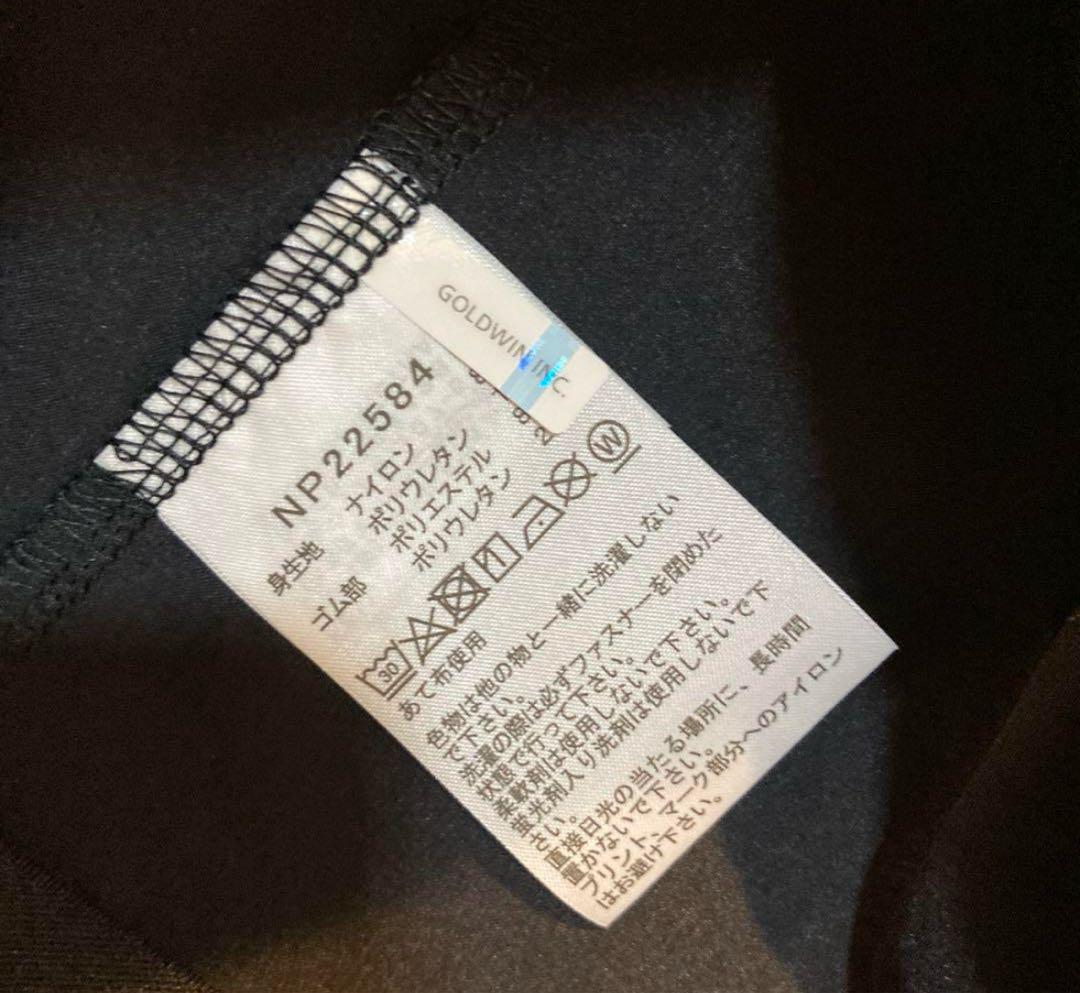 GOLDWIN INC.
NP22584
身生地 ナイロン
ポリウレタン
ゴム部 ポリエステル
ポリウレタン
30
W
あて布使用
色物は他の物と一緒に洗濯しない
で下さい。
洗濯の際は必ずファスナーを閉めた
状態で行って下さい。
柔軟剤は使用しないで下さい。
蛍光剤入り洗剤は使用しないで下
さい。
直接日光の当たる場所に、長時間
置かないで下さい。
プリント、マーク部分へのアイロン
はお避け下さい。